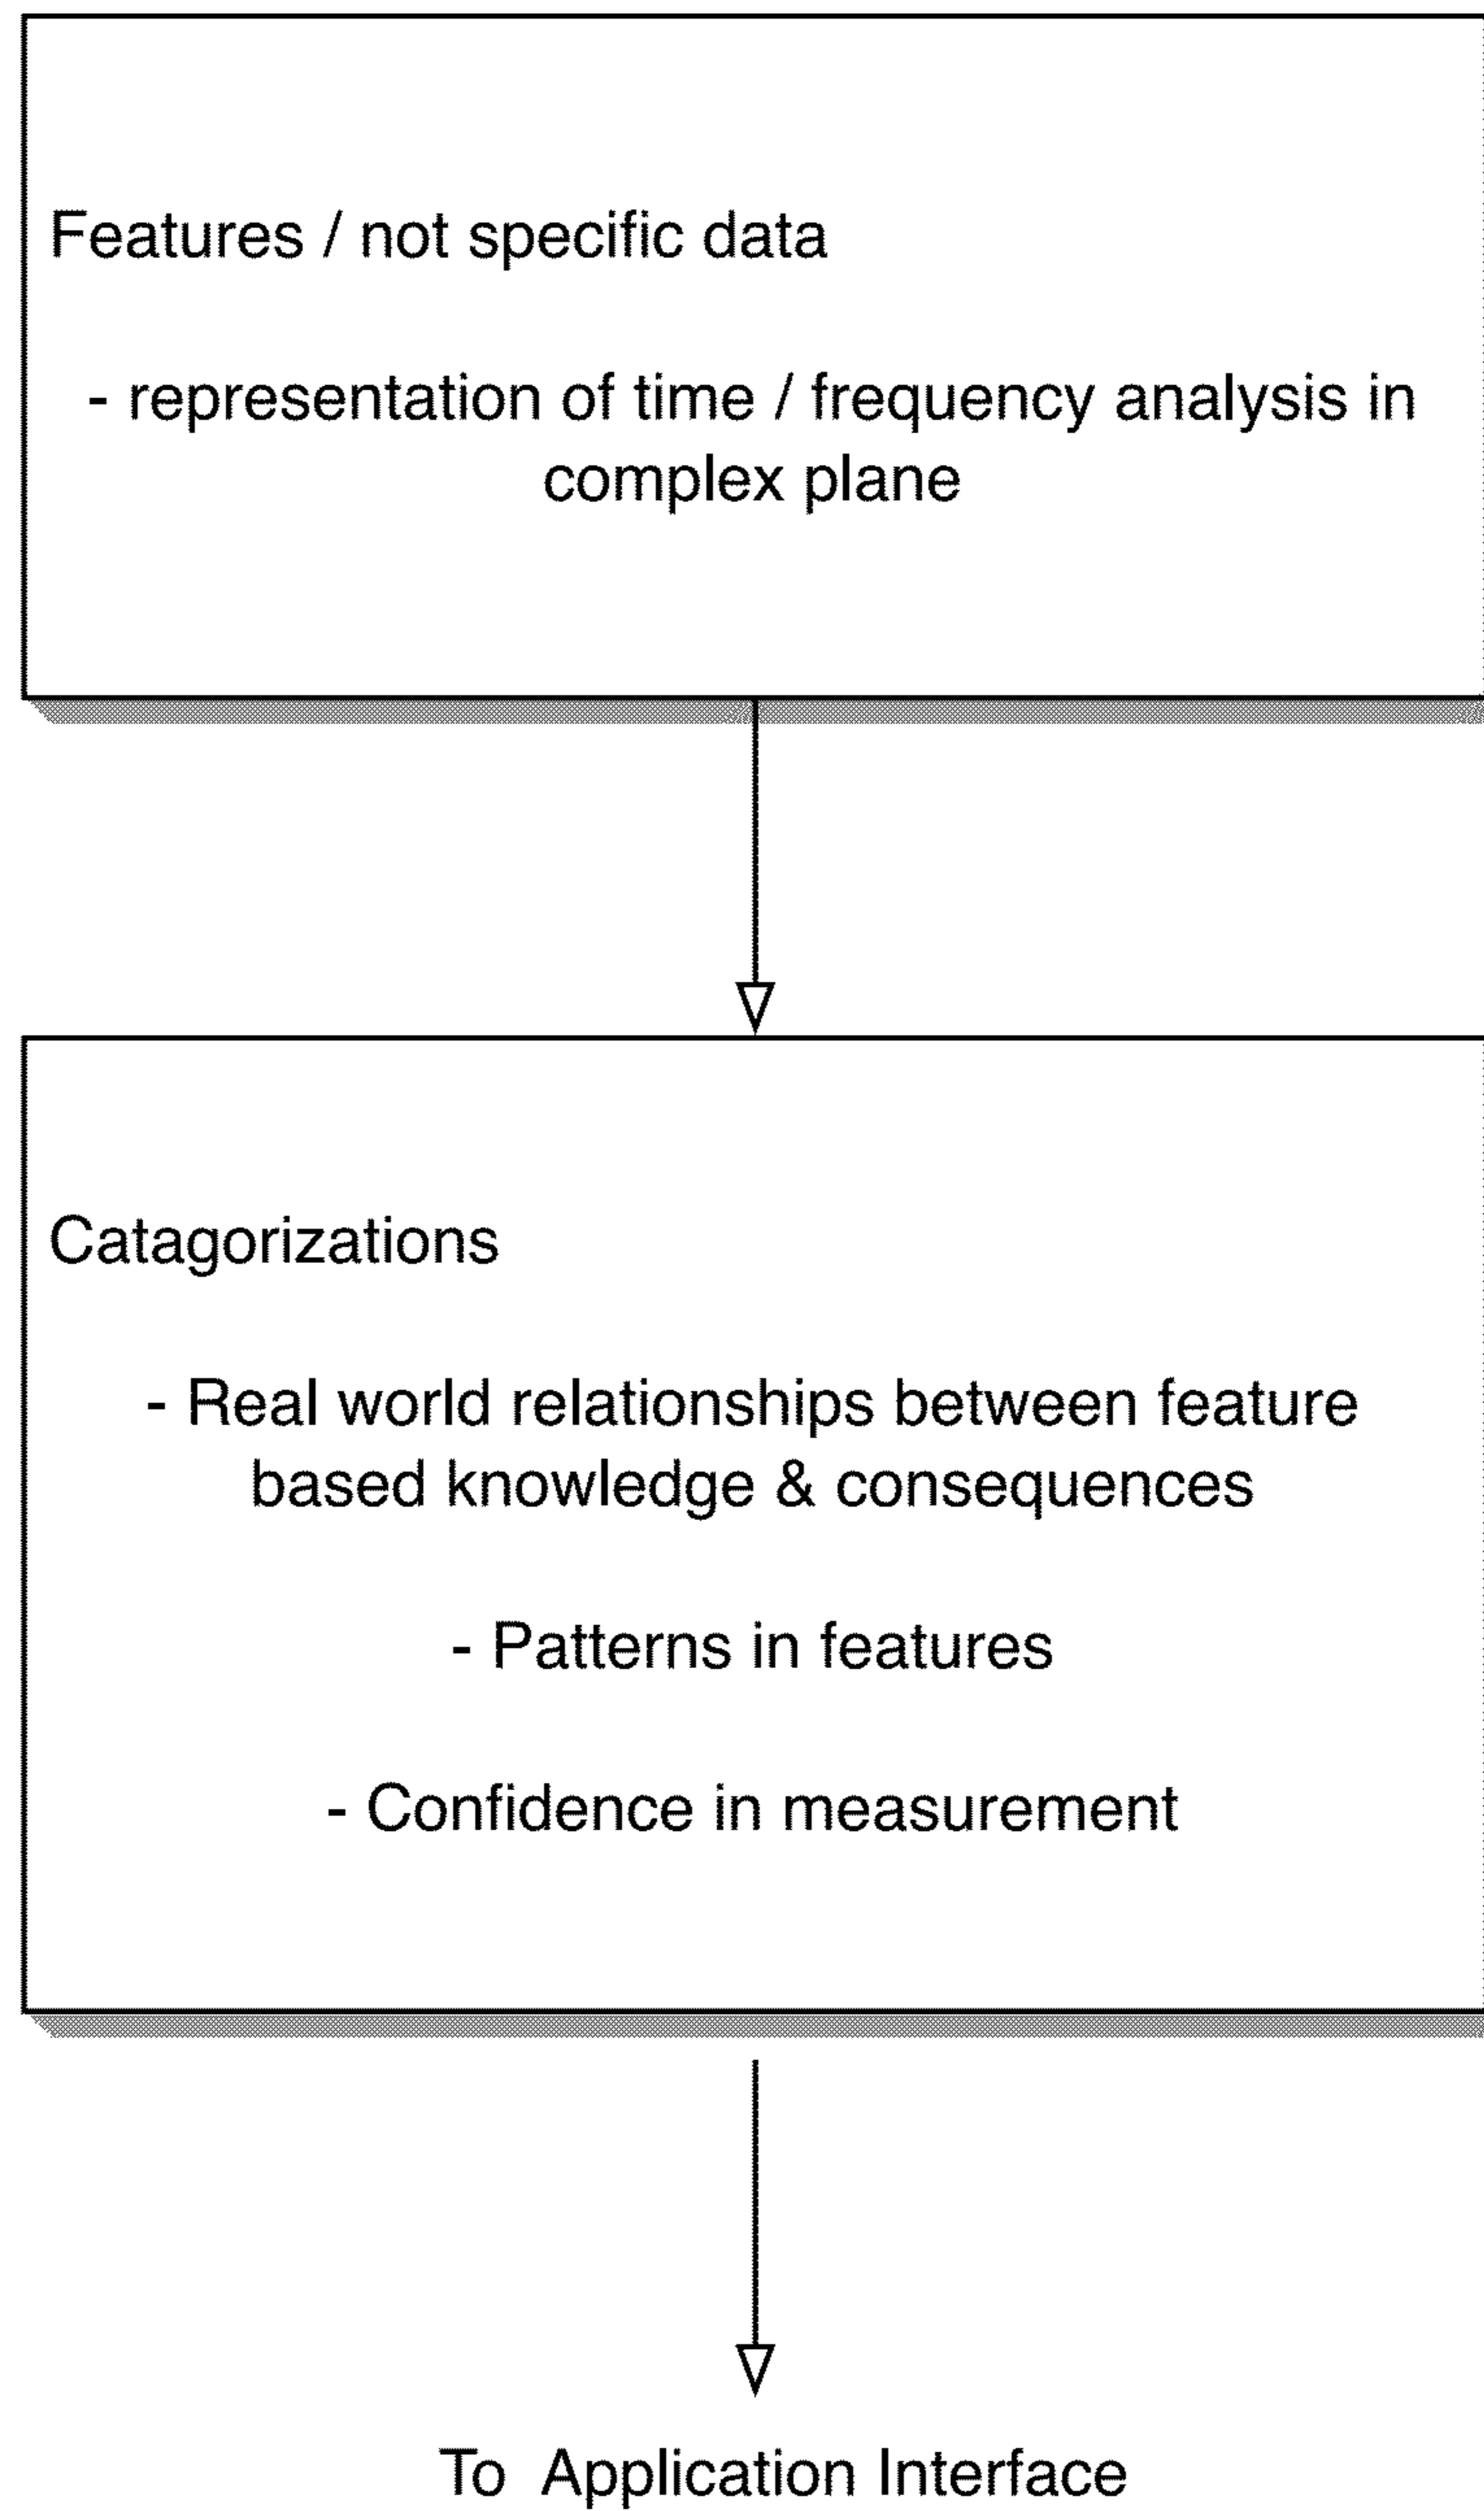 Features / not specific data
- representation of time / frequency analysis in
complex plane
Catagorizations
- Real world relationships between feature
based knowledge & consequences
- Patterns in features
- Confidence in measurement
To Application Interface